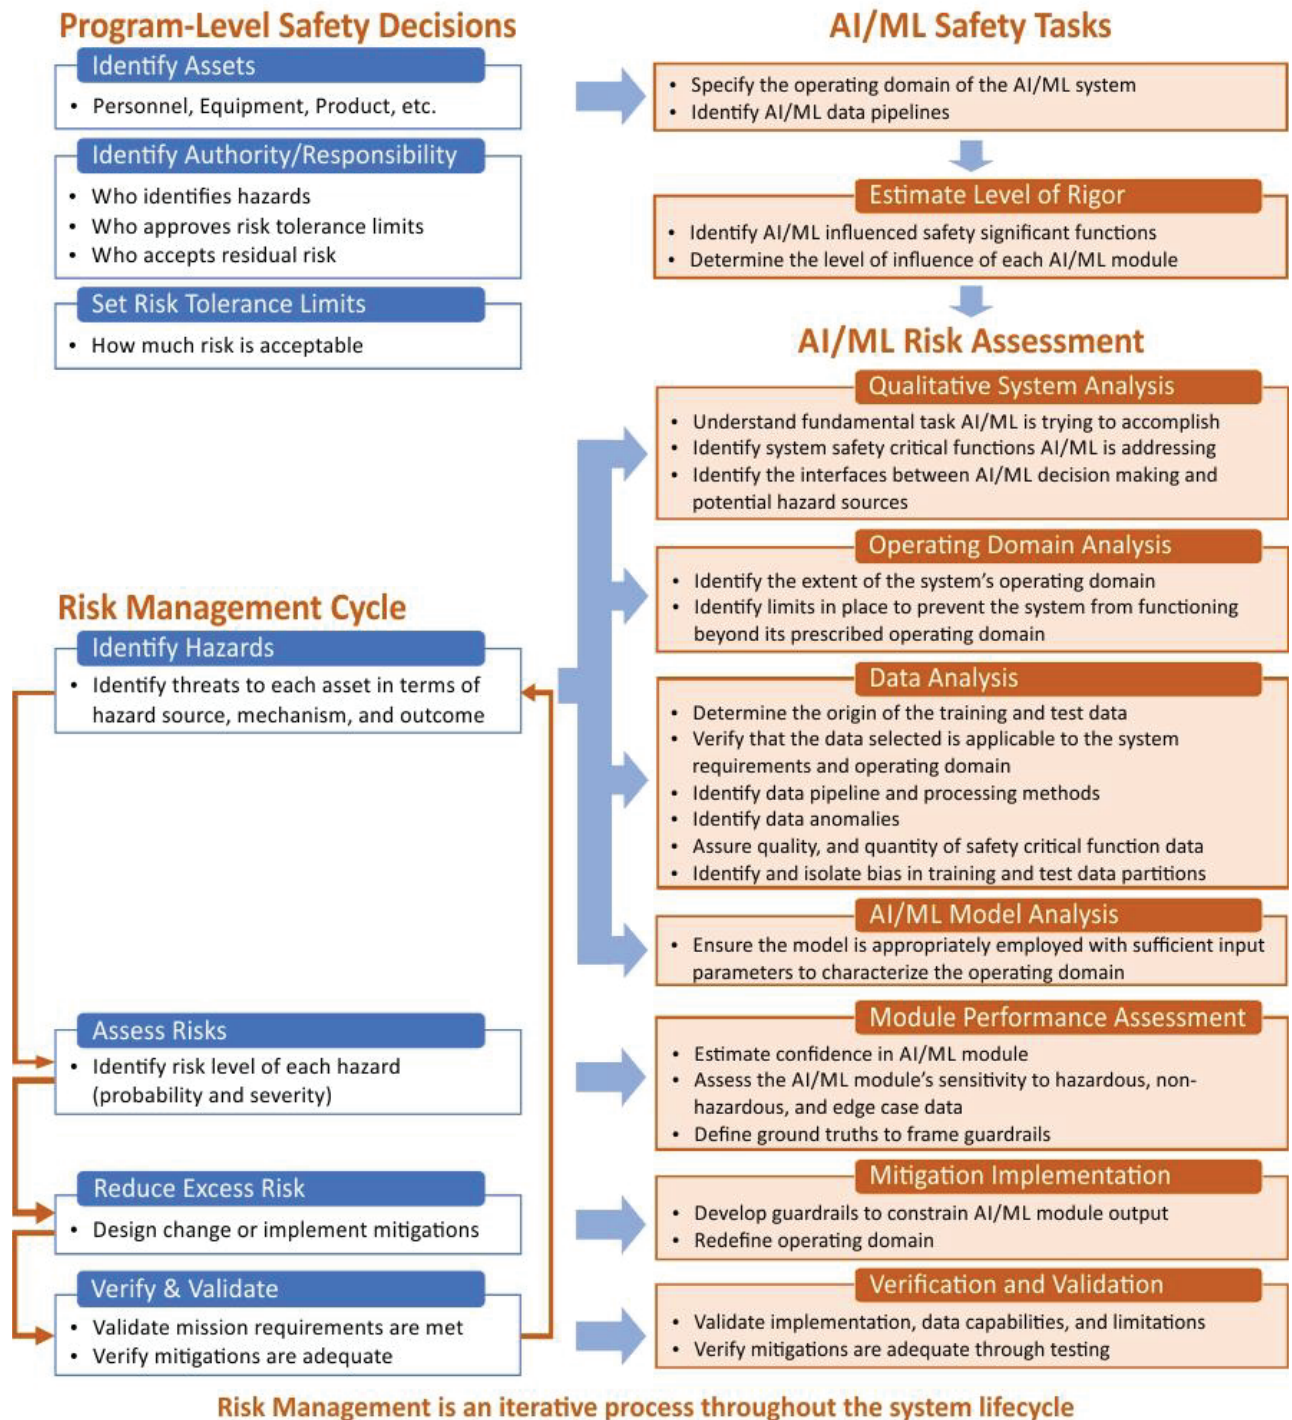 Program-Level Safety Decisions
Identify Assets
• Personnel, Equipment, Product, etc.
Identify Authority/Responsibility
• Who identifies hazards
• Who approves risk tolerance limits
• Who accepts residual risk
Set Risk Tolerance Limits
• How much risk is acceptable
AI/ML Safety Tasks
• Specify the operating domain of the AI/ML system
• Identify AI/ML data pipelines
Estimate Level of Rigor
• Identify AI/ML influenced safety significant functions
• Determine the level of influence of each AI/ML module
AI/ML Risk Assessment
Qualitative System Analysis
• Understand fundamental task AI/ML is trying to accomplish
• Identify system safety critical functions AI/ML is addressing
• Identify the interfaces between AI/ML decision making and
potential hazard sources
Operating Domain Analysis
• Identify the extent of the system's operating domain
• Identify limits in place to prevent the system from functioning
beyond its prescribed operating domain
Data Analysis
• Determine the origin of the training and test data
• Verify that the data selected is applicable to the system
requirements and operating domain
• Identify data pipeline and processing methods
• Identify data anomalies
• Assure quality, and quantity of safety critical function data
• Identify and isolate bias in training and test data partitions
AI/ML Model Analysis
• Ensure the model is appropriately employed with sufficient input
parameters to characterize the operating domain
Module Performance Assessment
• Estimate confidence in AI/ML module
• Assess the AI/ML module's sensitivity to hazardous, non-
hazardous, and edge case data
• Define ground truths to frame guardrails
Mitigation Implementation
• Develop guardrails to constrain AI/ML module output
• Redefine operating domain
Verification and Validation
• Validate implementation, data capabilities, and limitations
• Verify mitigations are adequate through testing
Risk Management Cycle
Identify Hazards
• Identify threats to each asset in terms of
hazard source, mechanism, and outcome
Assess Risks
• Identify risk level of each hazard
(probability and severity)
Reduce Excess Risk
• Design change or implement mitigations
Verify & Validate
• Validate mission requirements are met
• Verify mitigations are adequate
Risk Management is an iterative process throughout the system lifecycle